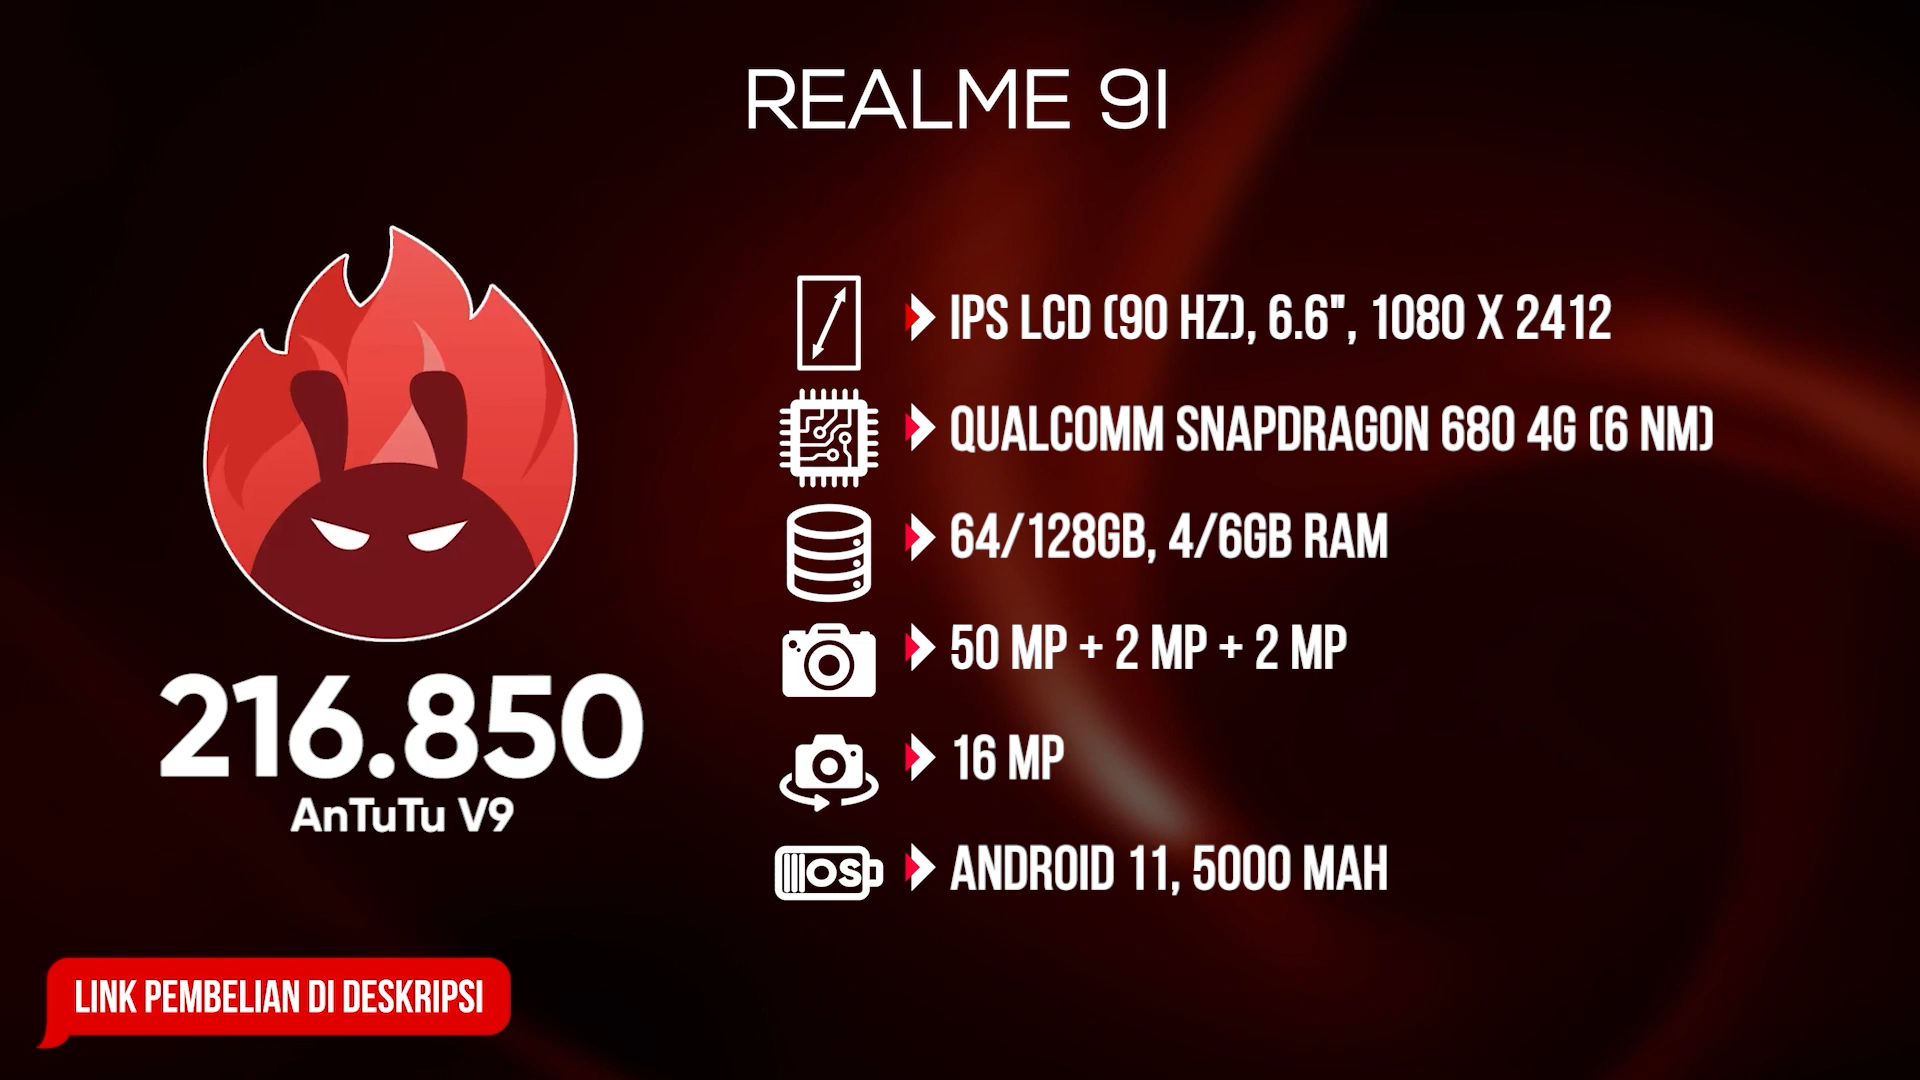 REALME 9I
216.850
AnTuTu V9
IPS LCD (90 HZ), 6.6", 1080 X 2412
QUALCOMM SNAPDRAGON 680 4G (6 NM)
64/128GB, 4/6GB RAM
50 MP + 2 MP + 2 MP
16 MP
OS
ANDROID 11, 5000 MAH
LINK PEMBELIAN DI DESKRIPSI